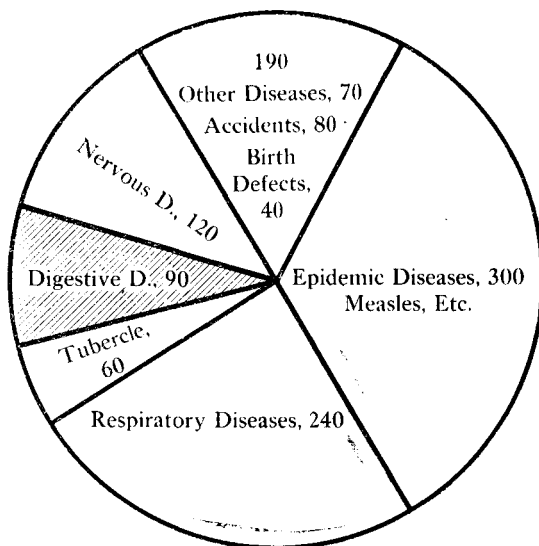 190
Other Diseases, 70
Accidents, 80
Birth
Defects,
40
Nervous D., 120
Digestive D., 90
Epidemic Diseases, 300
Measles, Etc.
Tubercle,
60
Respiratory Diseases, 240